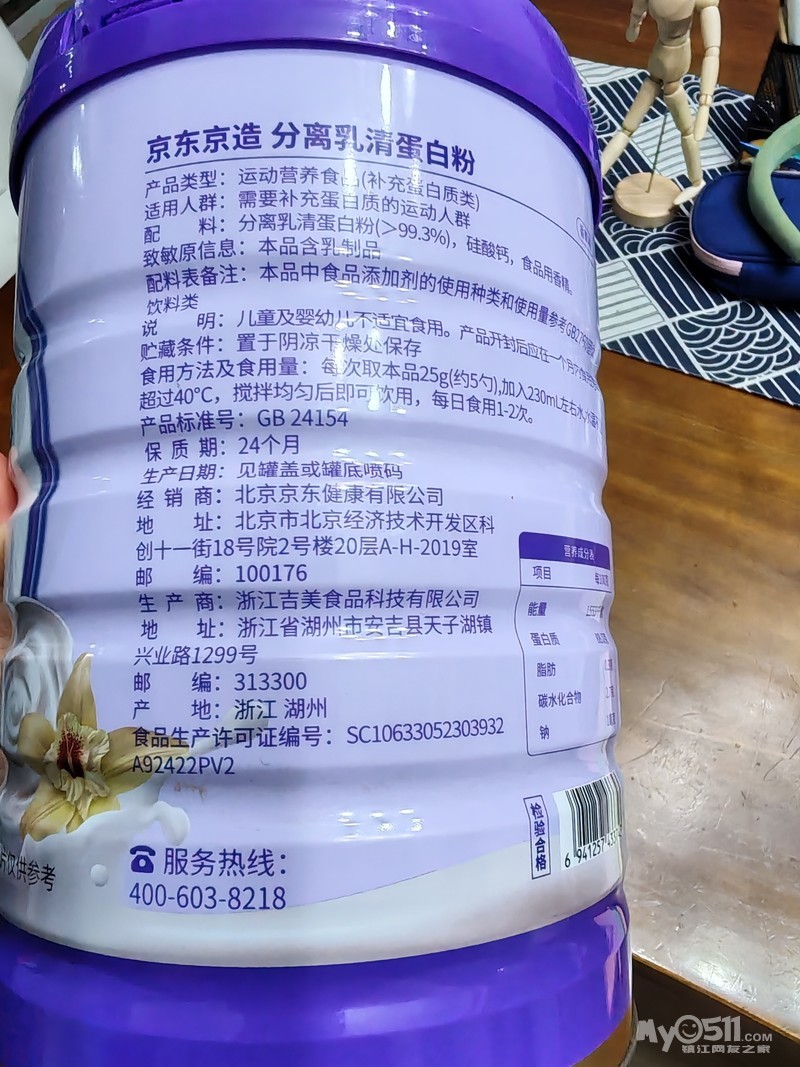 京东京造 分离乳清蛋白粉
产品类型：运动营养食品(补充蛋白质类)
适用人群：需要补充蛋白质的运动人群
配 料：分离乳清蛋白粉(＞99.3%)，硅酸钙，食品用香精。
致敏原信息：本品含乳制品
配料表备注：本品中食品添加剂的使用种类和使用量参考
饮料类
说 明：儿童及婴幼儿不适宜食用。产品开封后应在一个月内
贮藏条件：置于阴凉干燥处保存
食用方法及食用量：每次取本品25g(约5勺),加入230mL左右水,
超过40℃，搅拌均匀后即可饮用，每日食用1-2次。
产品标准号：GB 24154
保 质 期：24个月
生产日期：见罐盖或罐底喷码
经 销 商：北京京东健康有限公司
地 址：北京市北京经济技术开发区科
创十一街18号院2号楼20层A-H-2019室
邮 编：100176
生 产 商：浙江吉美食品科技有限公司
地 址：浙江省湖州市安吉县天子湖镇
兴业路1299号
邮 编：313300
产 地：浙江 湖州
食品生产许可证编号：SC10633052303932
A92422PV2
服务热线：
400-603-8218
片仅供参考
营养成分表
项目
能量
蛋白质
脂肪
碳水化合物
钠
检验合格
6 941257
My0511.COM
镇江网友之家